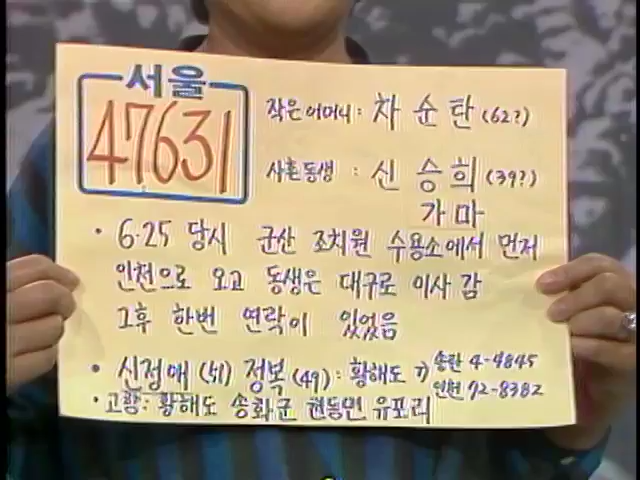 서울
47631
작은어머니: 차순탄 (62?)
사촌동생 : 신승희 (39?)
가마
• 6·25 당시 군산 조치원 수용소에서 먼저
인천으로 오고 동생은 대구로 이사 감
그후 한번 연락이 있었음
• 신정애 (51) 정복 (49) : 황해도
송탄 4-4845
인천 72-8382
• 고향: 황해도 송화군 유포리